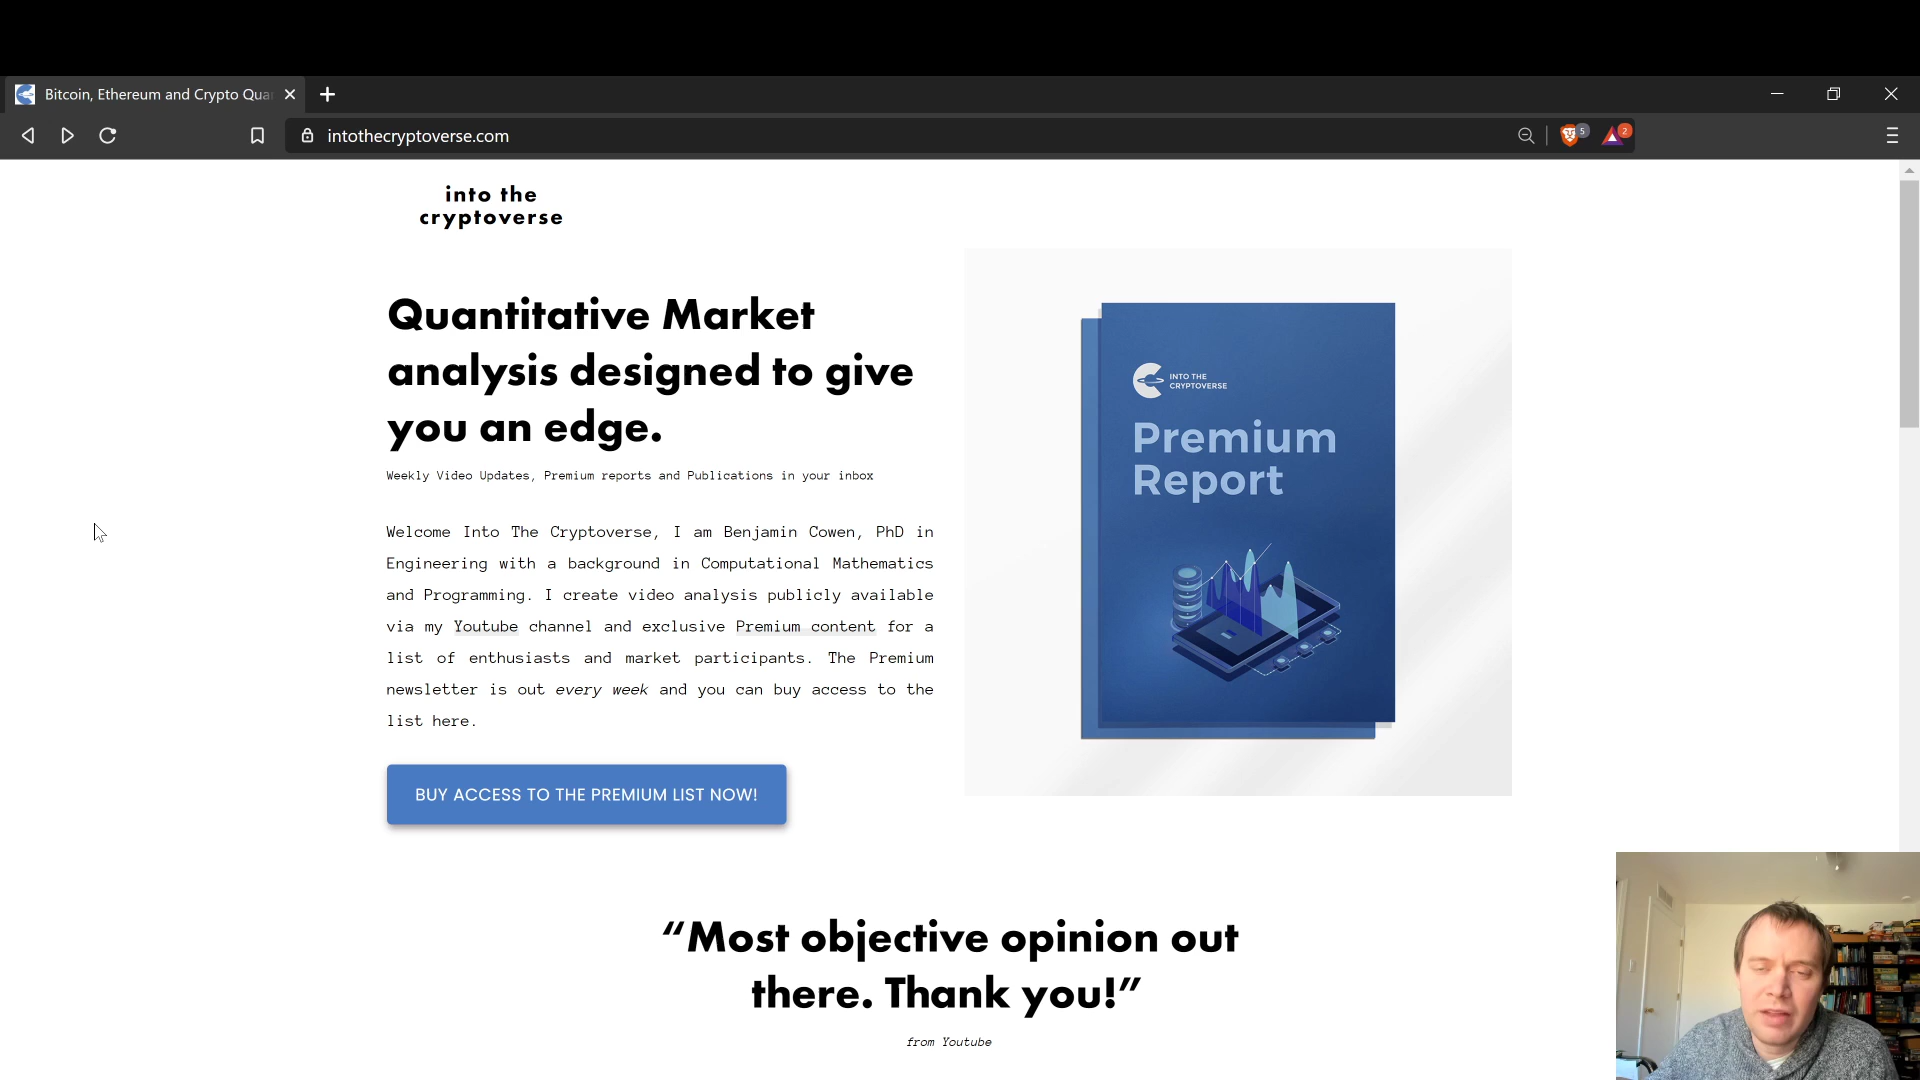 Bitcoin, Ethereum and Crypto Qua
intothecryptoverse.com
5
2
into the
cryptoverse
Quantitative Market
analysis designed to give
you an edge.
Weekly Video Updates, Premium reports and Publications in your inbox
Welcome Into The Cryptoverse, I am Benjamin Cowen, PhD in
Engineering with a background in Computational Mathematics
and Programming. I create video analysis publicly available
via my Youtube channel and exclusive Premium content for a
list of enthusiasts and market participants. The Premium
newsletter is out every week and you can buy access to the
list here.
BUY ACCESS TO THE PREMIUM LIST NOW!
INTO THE
CRYPTOVERSE
Premium
Report
“Most objective opinion out
there. Thank you!”
from Youtube